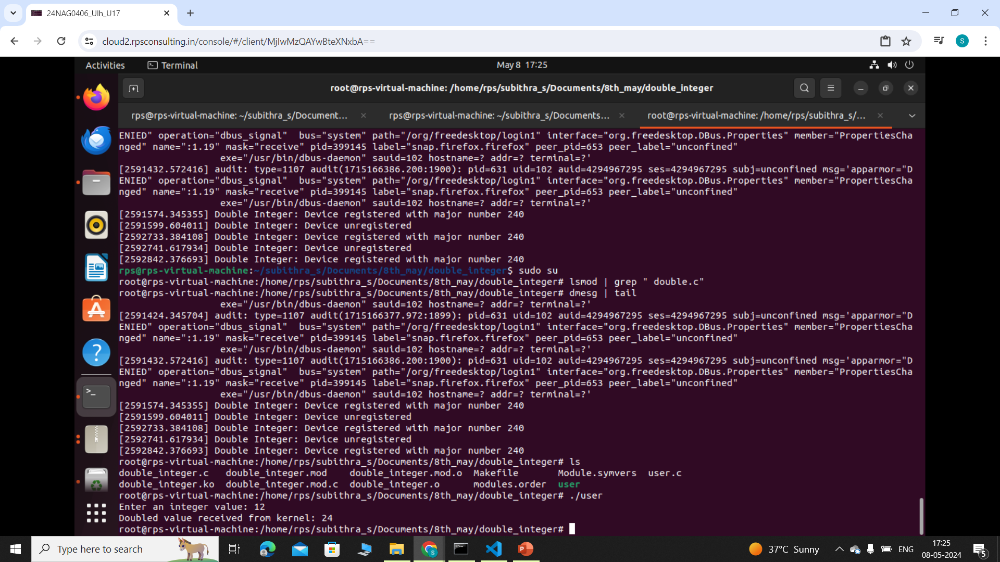 24NAG0406_Ulh_U17
cloud2.rpsconsulting.in/console/#/client/MjIwMzQAYwBteXNxbA==
S
Activities Terminal May 8 17:25
root@rps-virtual-machine: /home/rps/subithra_s/Documents/8th_may/double_integer
rps@rps-virtual-machine: ~/subithra_s/Document... rps@rps-virtual-machine: ~/subithra_s/Documents... root@rps-virtual-machine: /home/rps/subithra_s/...
ENIED" operation="dbus_signal"  bus="system" path="/org/freedesktop/login1" interface="org.freedesktop.DBus.Properties" member="PropertiesCha
nged" name=":1.19" mask="receive" pid=399145 label="snap.firefox.firefox" peer_pid=653 peer_label="unconfined"
exe="/usr/bin/dbus-daemon" sauid=102 hostname=? addr=? terminal=?'
[2591432.572416] audit: type=1107 audit(1715166386.200:1900): pid=631 uid=102 auid=4294967295 ses=4294967295 subj=unconfined msg='apparmor="D
ENIED" operation="dbus_signal"  bus="system" path="/org/freedesktop/login1" interface="org.freedesktop.DBus.Properties" member="PropertiesCha
nged" name=":1.19" mask="receive" pid=399145 label="snap.firefox.firefox" peer_pid=653 peer_label="unconfined"
exe="/usr/bin/dbus-daemon" sauid=102 hostname=? addr=? terminal=?'
[2591574.345355] Double Integer: Device registered with major number 240
[2591599.604011] Double Integer: Device unregistered
[2592733.384108] Double Integer: Device registered with major number 240
[2592741.617934] Double Integer: Device unregistered
[2592842.376693] Double Integer: Device registered with major number 240
rps@rps-virtual-machine:~/subithra_s/Documents/8th_may/double_integer$ sudo su
root@rps-virtual-machine:/home/rps/subithra_s/Documents/8th_may/double_integer# lsmod | grep " double.c"
root@rps-virtual-machine:/home/rps/subithra_s/Documents/8th_may/double_integer# dmesg | tail
exe="/usr/bin/dbus-daemon" sauid=102 hostname=? addr=? terminal=?'
[2591424.345704] audit: type=1107 audit(1715166377.972:1899): pid=631 uid=102 auid=4294967295 ses=4294967295 subj=unconfined msg='apparmor="D
ENIED" operation="dbus_signal"  bus="system" path="/org/freedesktop/login1" interface="org.freedesktop.DBus.Properties" member="PropertiesCha
nged" name=":1.19" mask="receive" pid=399145 label="snap.firefox.firefox" peer_pid=653 peer_label="unconfined"
exe="/usr/bin/dbus-daemon" sauid=102 hostname=? addr=? terminal=?'
[2591432.572416] audit: type=1107 audit(1715166386.200:1900): pid=631 uid=102 auid=4294967295 ses=4294967295 subj=unconfined msg='apparmor="D
ENIED" operation="dbus_signal"  bus="system" path="/org/freedesktop/login1" interface="org.freedesktop.DBus.Properties" member="PropertiesCha
nged" name=":1.19" mask="receive" pid=399145 label="snap.firefox.firefox" peer_pid=653 peer_label="unconfined"
exe="/usr/bin/dbus-daemon" sauid=102 hostname=? addr=? terminal=?'
[2591574.345355] Double Integer: Device registered with major number 240
[2591599.604011] Double Integer: Device unregistered
[2592733.384108] Double Integer: Device registered with major number 240
[2592741.617934] Double Integer: Device unregistered
[2592842.376693] Double Integer: Device registered with major number 240
root@rps-virtual-machine:/home/rps/subithra_s/Documents/8th_may/double_integer# ls
double_integer.c   double_integer.mod    double_integer.mod.o  Makefile       Module.symvers  user.c
double_integer.ko  double_integer.mod.c  double_integer.o      modules.order  user
root@rps-virtual-machine:/home/rps/subithra_s/Documents/8th_may/double_integer# ./user
Enter an integer value: 12
Doubled value received from kernel: 24
root@rps-virtual-machine:/home/rps/subithra_s/Documents/8th_may/double_integer#
Type here to search 37°C Sunny ENG 17:25
08-05-2024 5